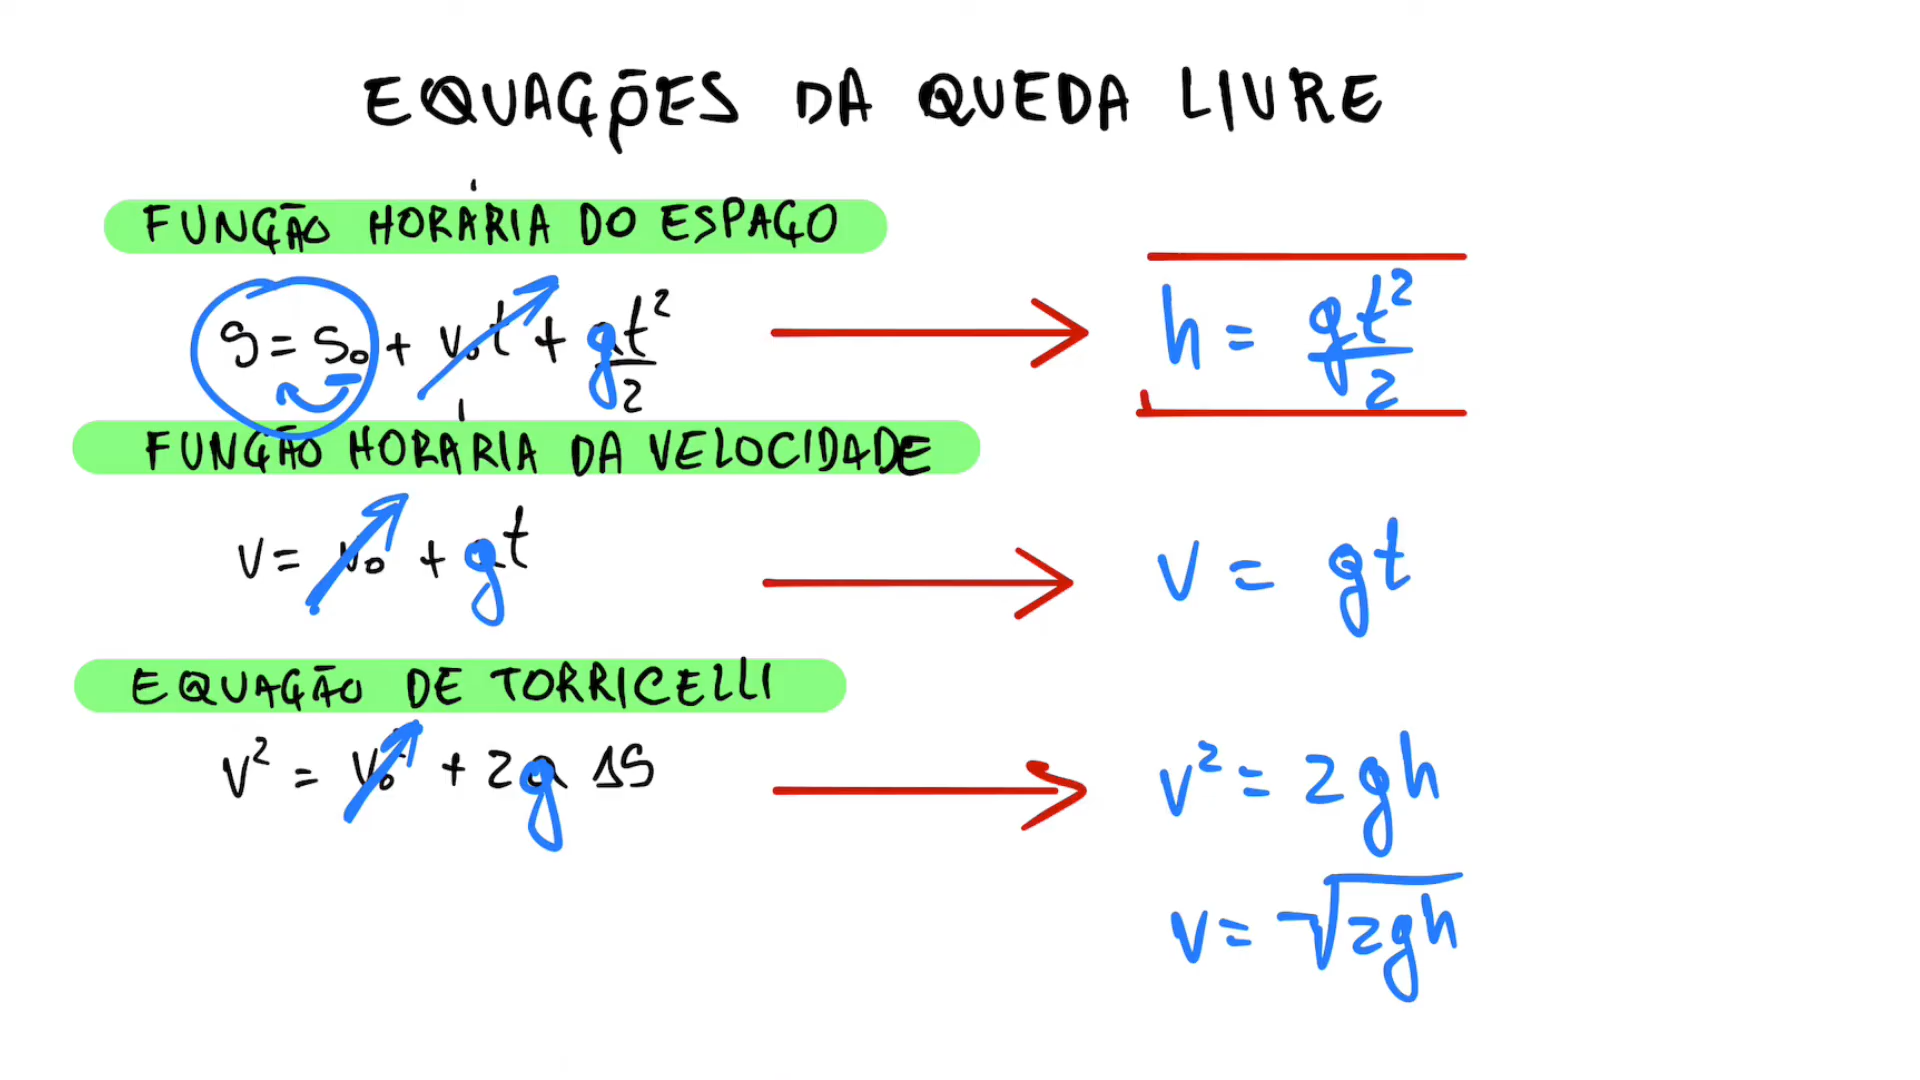 EQUAÇÕES DA QUEDA LIVRE
FUNÇÃO HORÁRIA DO ESPAÇO
S = S₀ + v₀t + gt²/2
h = gt²/2
FUNÇÃO HORÁRIA DA VELOCIDADE
v = v₀ + gt
v = gt
EQUAÇÃO DE TORRICELLI
v² = v₀² + 2g ΔS
v² = 2gh
v = √2gh